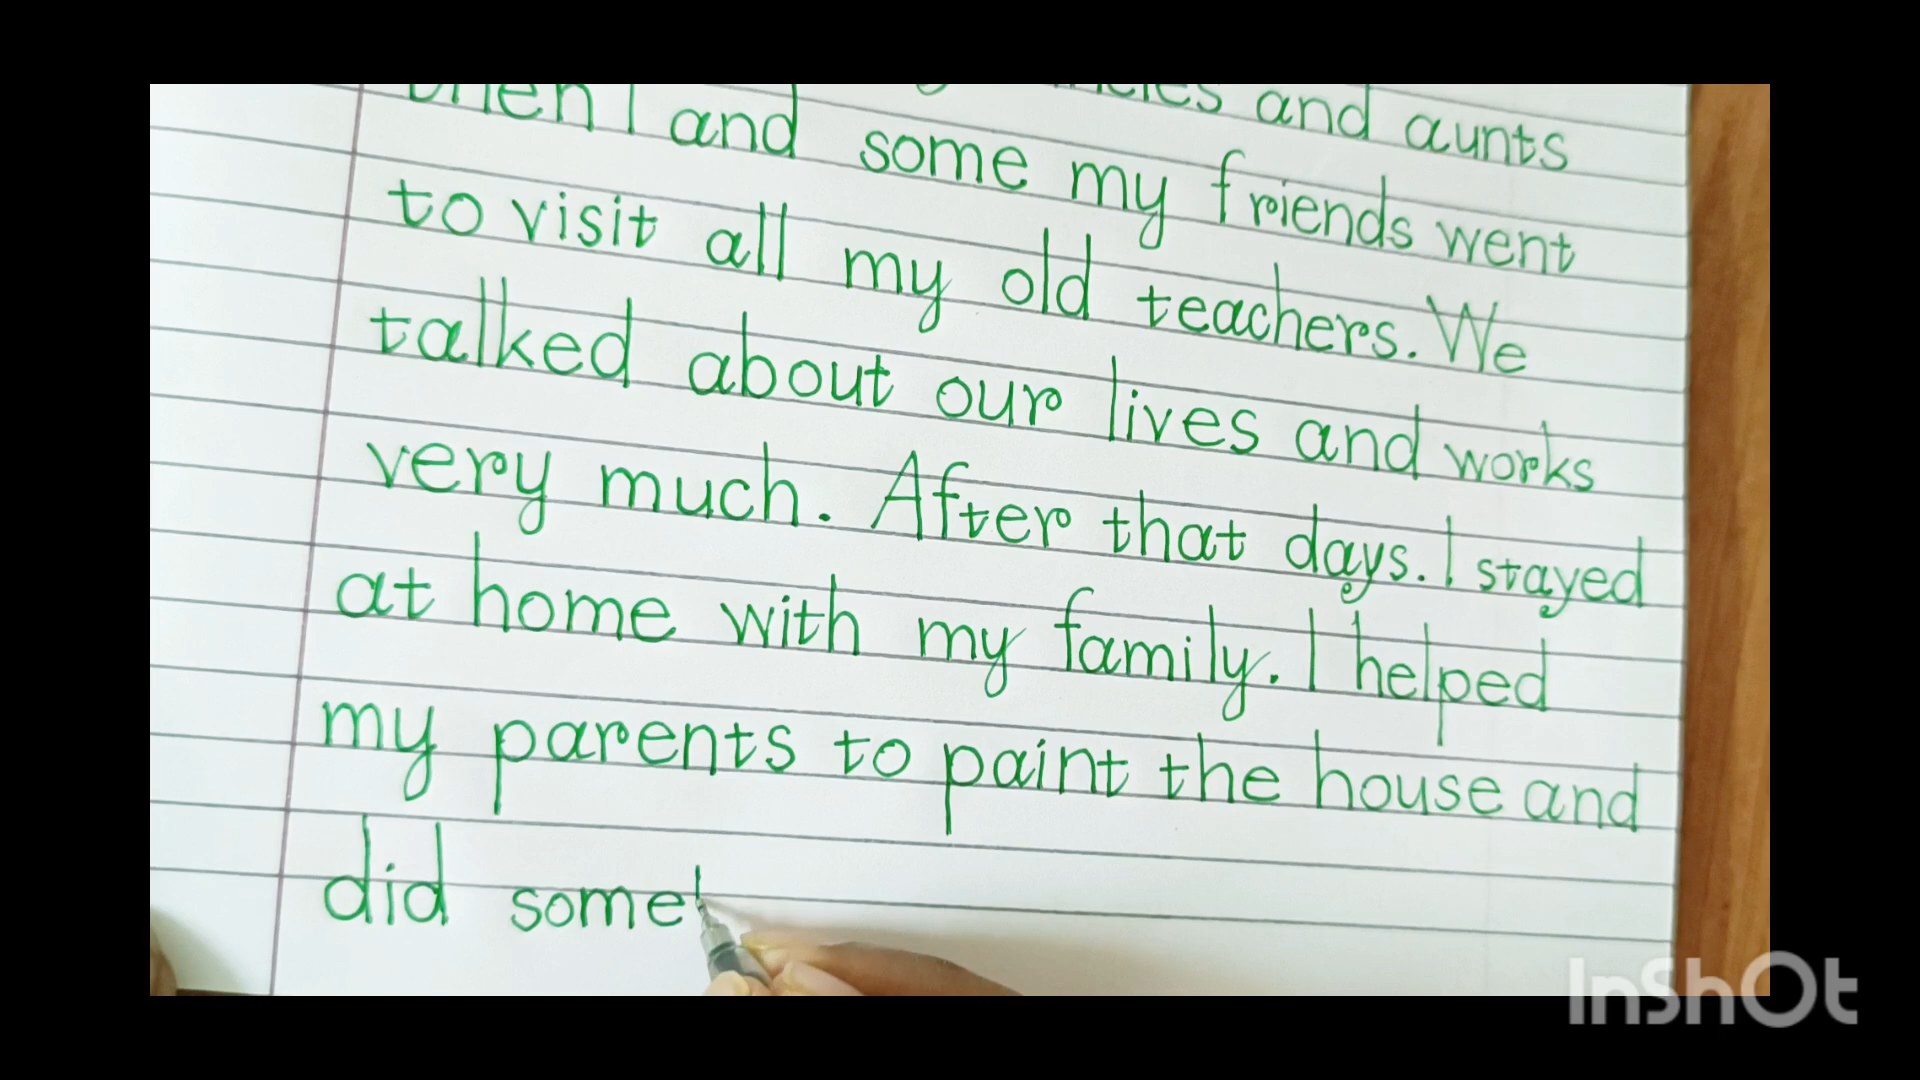 and aunts
and some my friends went
to visit all my old teachers. We
talked about our lives and works
very much. After that days. I stayed
at home with my family. I helped
my parents to paint the house and
did some
InShOt